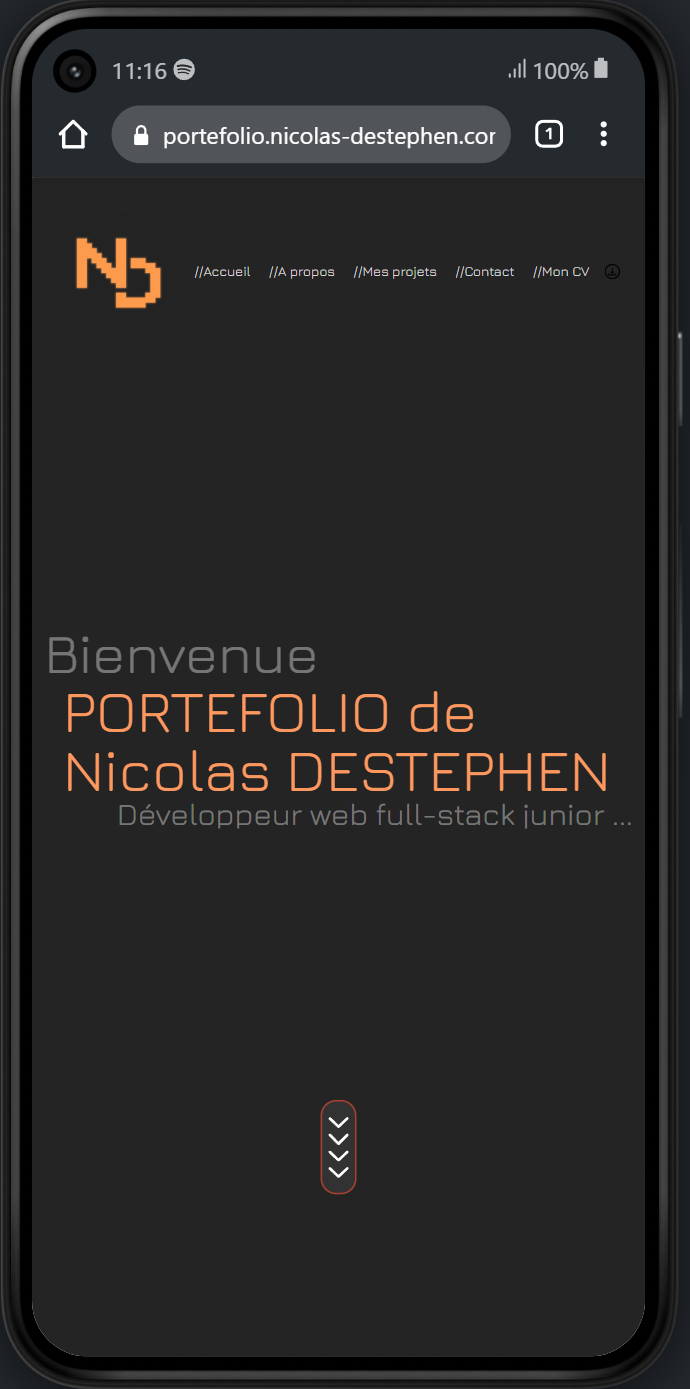 11:16 100%
1
portefolio.nicolas-destephen.cor
ND
//Accueil //A propos //Mes projets //Contact //Mon CV
Bienvenue
PORTEFOLIO de
Nicolas DESTEPHEN
Développeur web full-stack junior ...